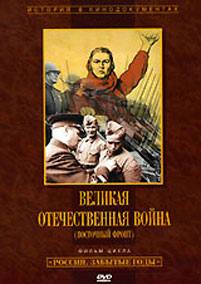 ИСТОРИЯ В КИНОДОКУМЕНТАХ
ВЕЛИКАЯ
ОТЕЧЕСТВЕННАЯ ВОЙНА
(ВОСТОЧНЫЙ ФРОНТ)
ФИЛЬМ ЦИКЛА
«РОССИЯ. ЗАБЫТЫЕ ГОДЫ»
DVD